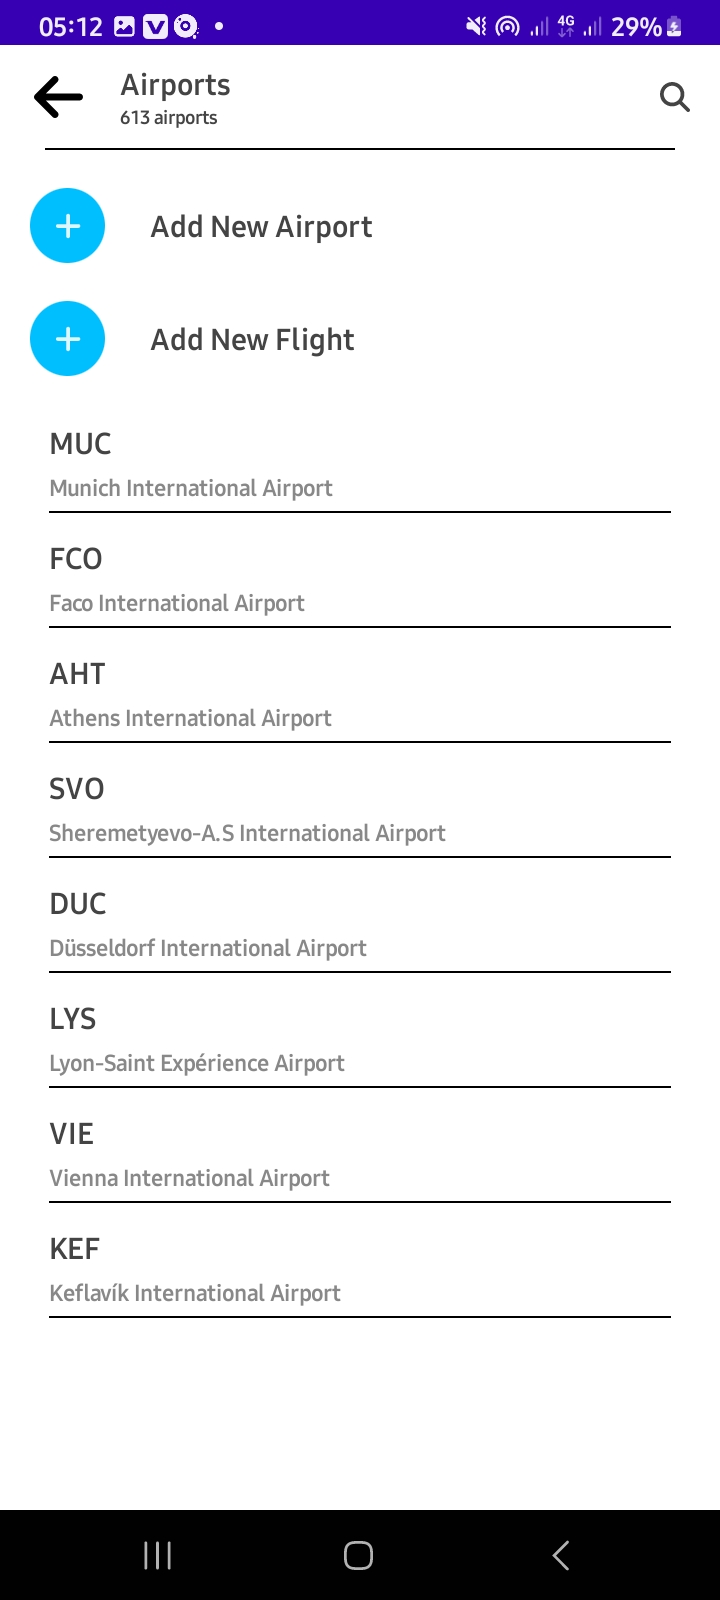 05:12
4G
29%
Airports
613 airports
Add New Airport
Add New Flight
MUC
Munich International Airport
FCO
Faco International Airport
AHT
Athens International Airport
SVO
Sheremetyevo-A.S International Airport
DUC
Düsseldorf International Airport
LYS
Lyon-Saint Expérience Airport
VIE
Vienna International Airport
KEF
Keflavík International Airport